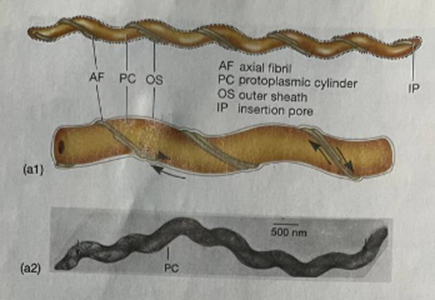 AF PC OS
AF axial fibril
PC protoplasmic cylinder
OS outer sheath
IP insertion pore
IP
(a1)
500 nm
(a2)
PC